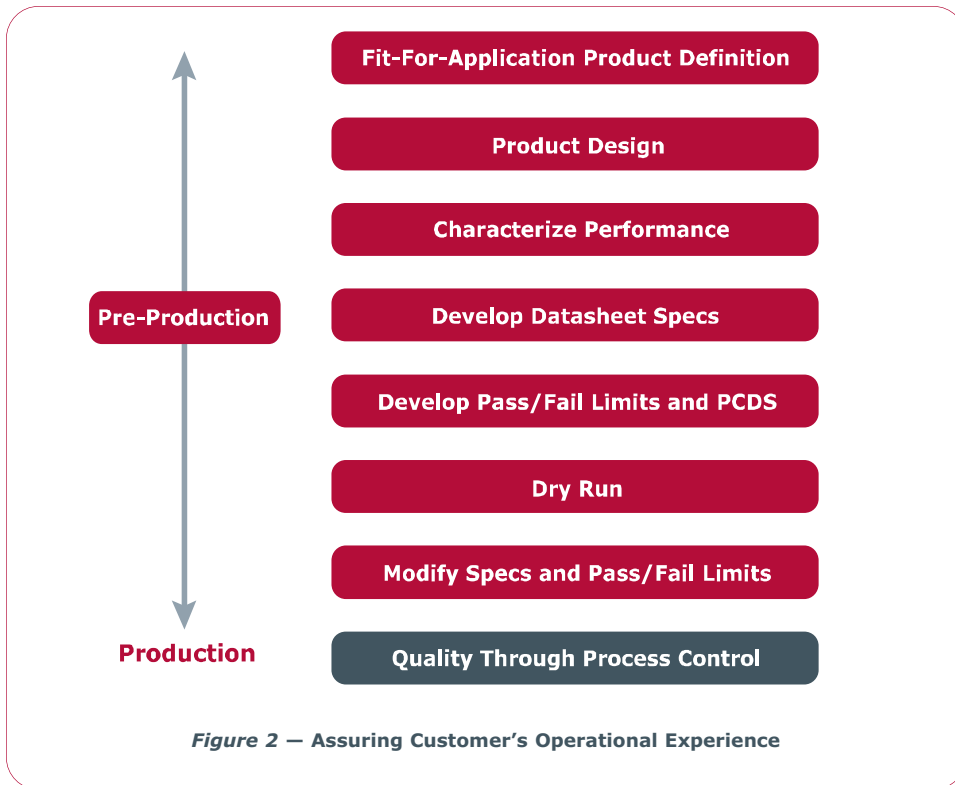 Fit-For-Application Product Definition
Product Design
Characterize Performance
Pre-Production
Develop Datasheet Specs
Develop Pass/Fail Limits and PCDS
Dry Run
Modify Specs and Pass/Fail Limits
Production
Quality Through Process Control
Figure 2 — Assuring Customer’s Operational Experience